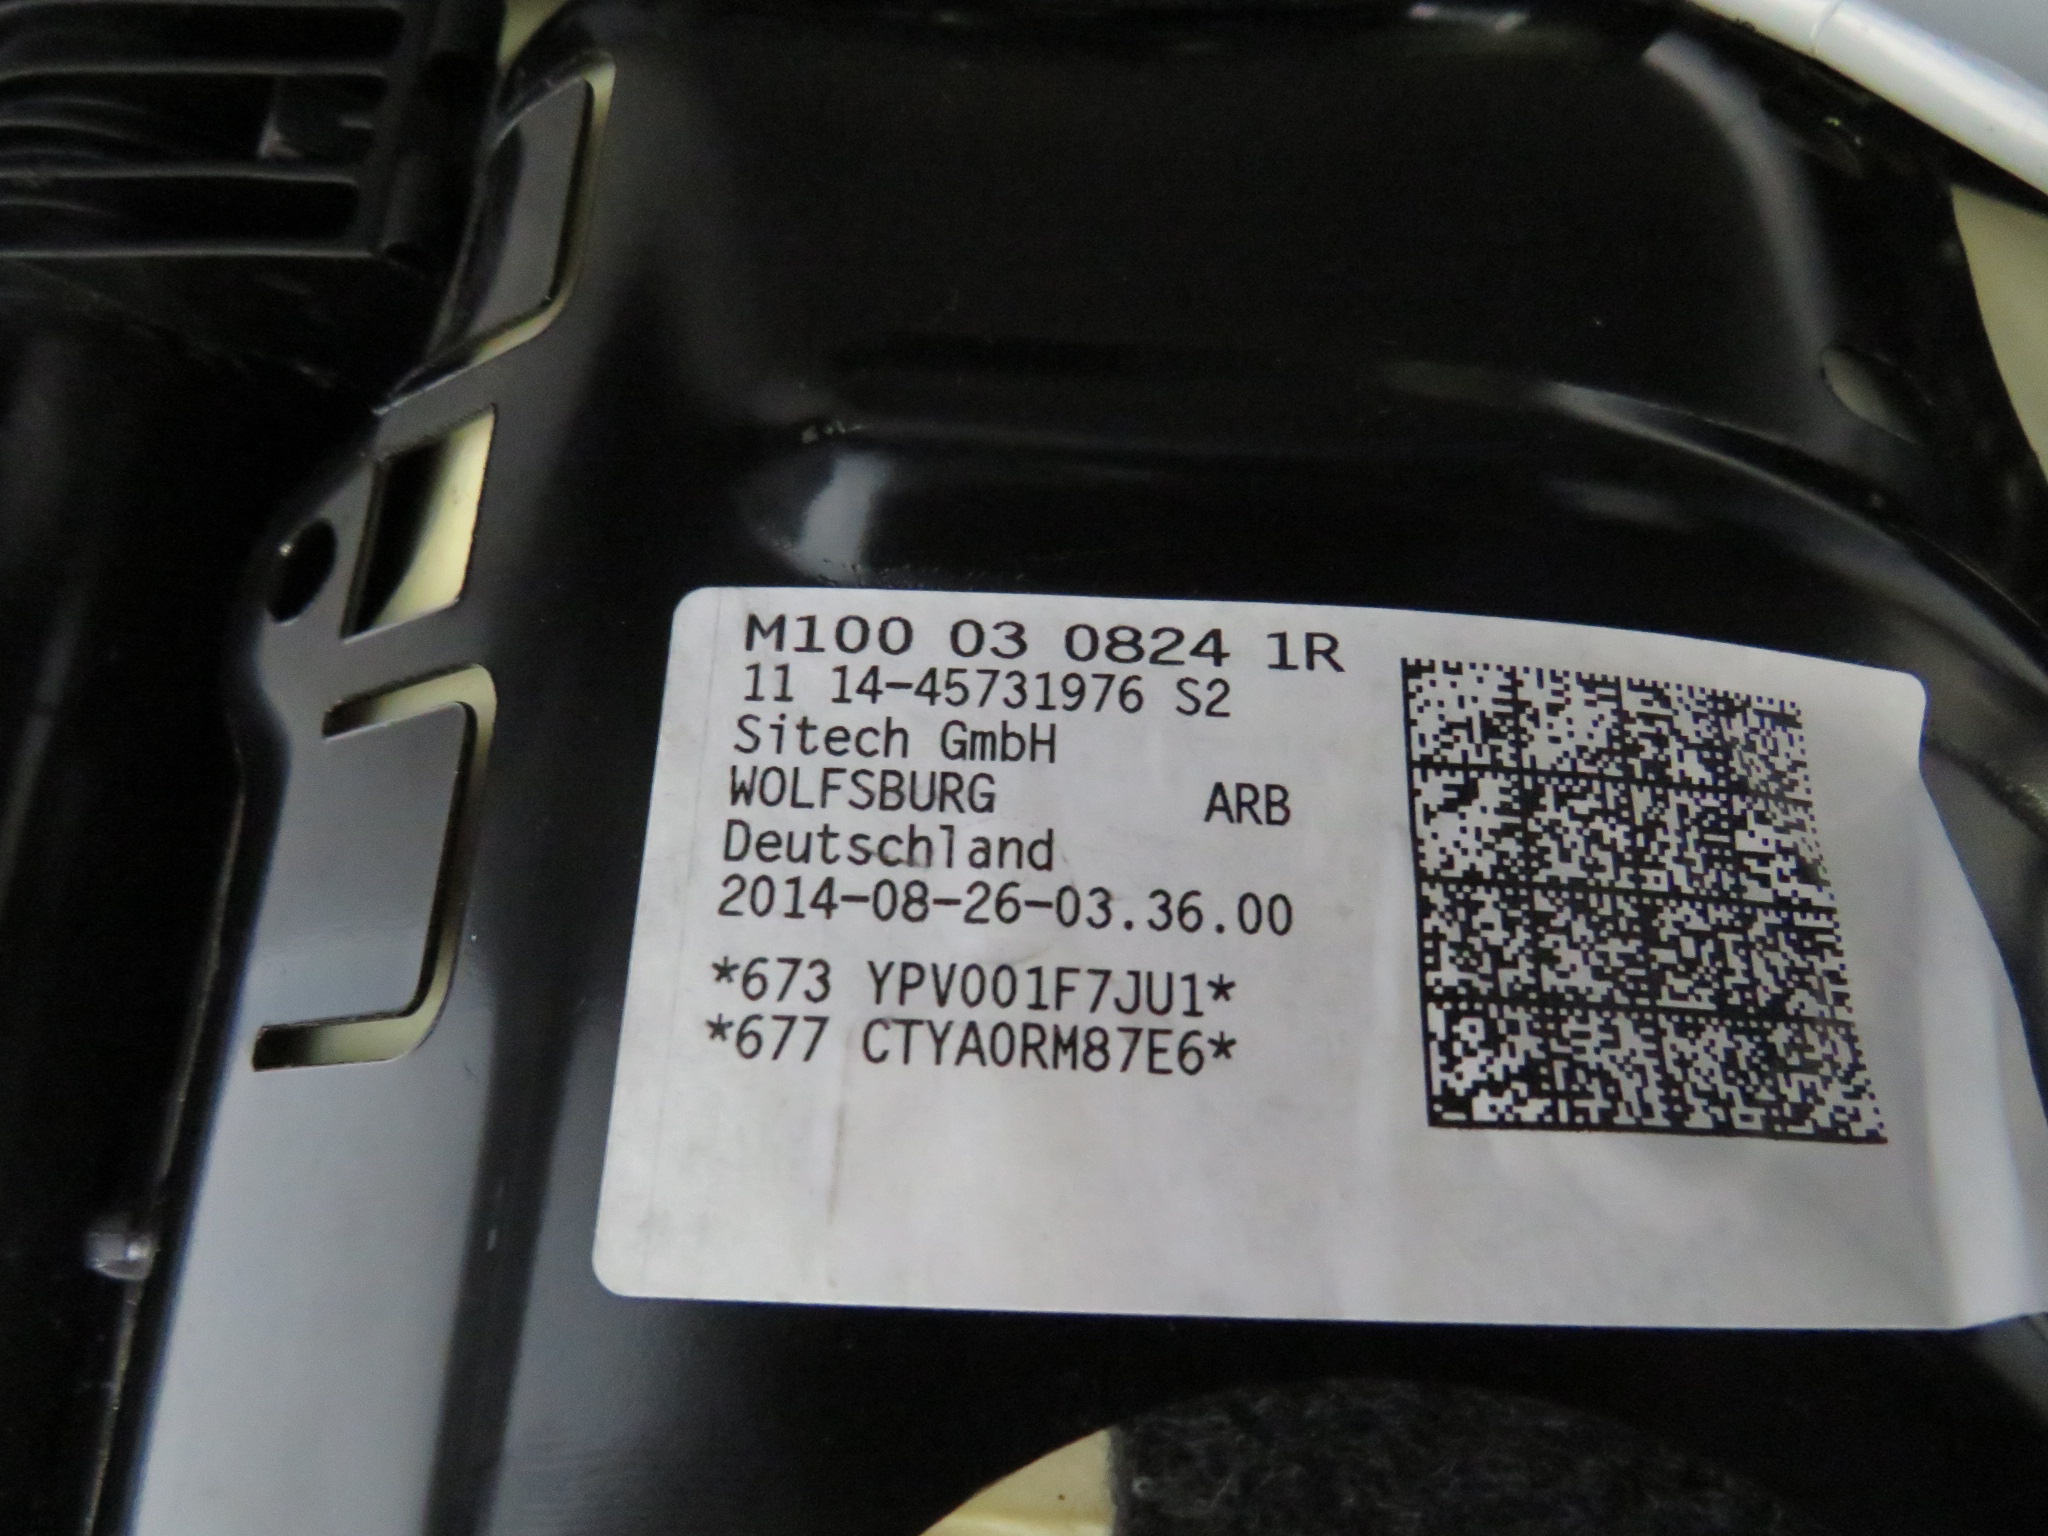 M100 03 0824 1R
11 14-45731976 S2
Sitech GmbH
WOLFSBURG ARB
Deutschland
2014-08-26-03.36.00
*673 YPV001F7JU1*
*677 CTYA0RM87E6*